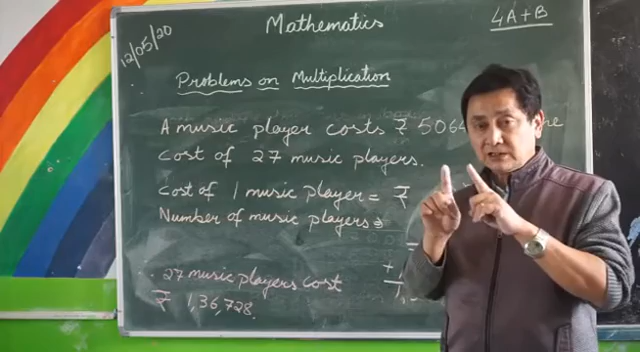 12/05/20
Mathematics
4A+B
Problems on Multiplication
A music player costs ₹ 5064
cost of 27 music players.
Cost of 1 music player = ₹
Number of music players =
∴ 27 music players cost
₹ 1,36,728.